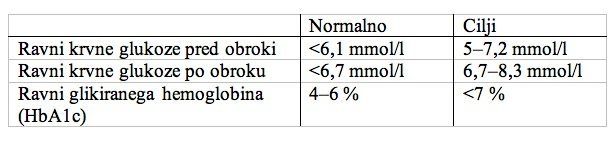 Normalno Cilji
Ravni krvne glukoze pred obroki <6,1 mmol/l 5–7,2 mmol/l
Ravni krvne glukoze po obroku <6,7 mmol/l 6,7–8,3 mmol/l
Ravni glikiranega hemoglobina 4–6 % <7 %
(HbA1c)